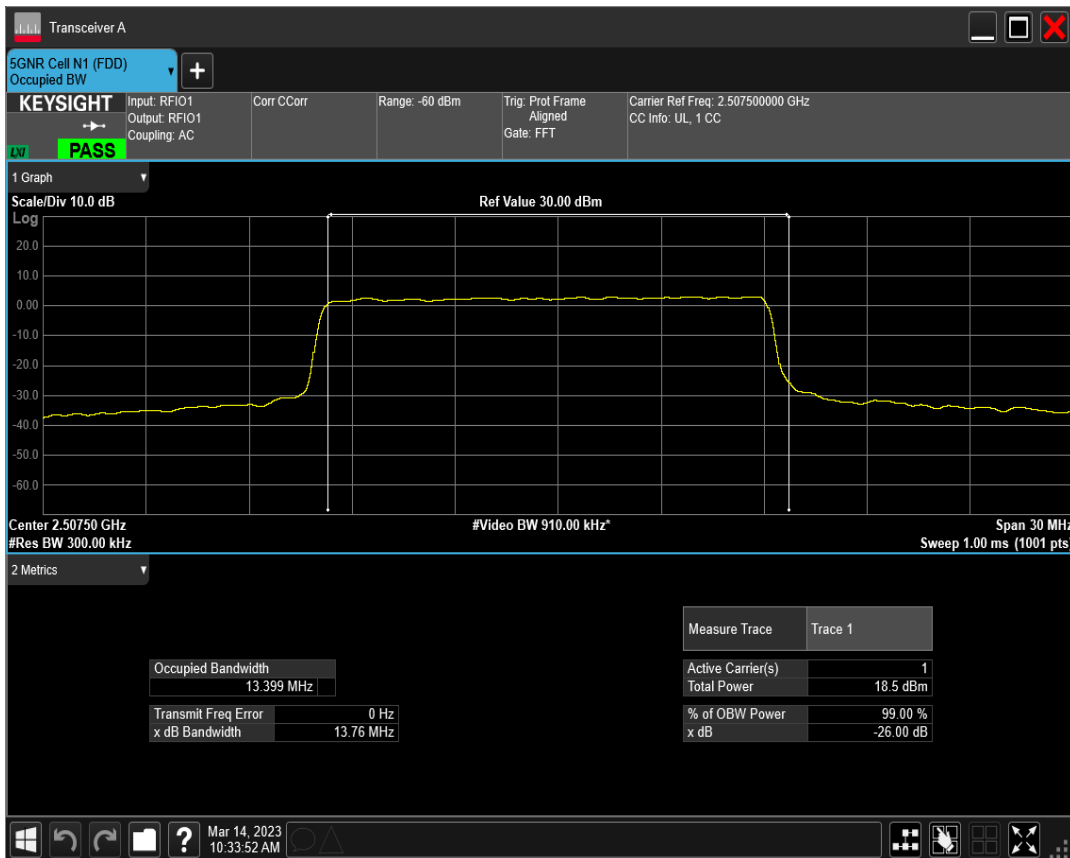 Transceiver A
5GNR Cell N1 (FDD)
Occupied BW
+
KEYSIGHT
LXI
PASS
Input: RFIO1
Output: RFIO1
Coupling: AC
Corr CCorr
Range: -60 dBm
Trig: Prot Frame
Aligned
Gate: FFT
Carrier Ref Freq: 2.507500000 GHz
CC Info: UL, 1 CC
1 Graph
Scale/Div 10.0 dB
Ref Value 30.00 dBm
Log
20.0
10.0
0.00
-10.0
-20.0
-30.0
-40.0
-50.0
-60.0
Center 2.50750 GHz
#Video BW 910.00 kHz*
Span 30 MHz
#Res BW 300.00 kHz
Sweep 1.00 ms (1001 pts)
2 Metrics
Measure Trace Trace 1
Occupied Bandwidth
13.399 MHz
Active Carrier(s) 1
Total Power 18.5 dBm
Transmit Freq Error 0 Hz
x dB Bandwidth 13.76 MHz
% of OBW Power 99.00 %
x dB -26.00 dB
?
Mar 14, 2023
10:33:52 AM